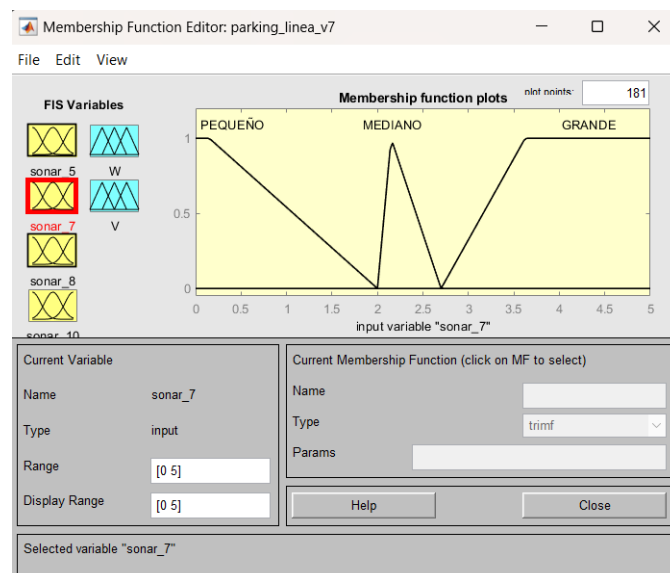 Membership Function Editor: parking_linea_v7
File Edit View
FIS Variables
sonar_5 W
sonar_7 V
sonar_8
sonar_10
Membership function plots
plot points: 181
PEQUEÑO MEDIANO GRANDE
1
0.5
0
0 0.5 1 1.5 2 2.5 3 3.5 4 4.5 5
input variable "sonar_7"
Current Variable
Name sonar_7
Type input
Range [0 5]
Display Range [0 5]
Current Membership Function (click on MF to select)
Name
Type trimf
Params
Help Close
Selected variable "sonar_7"